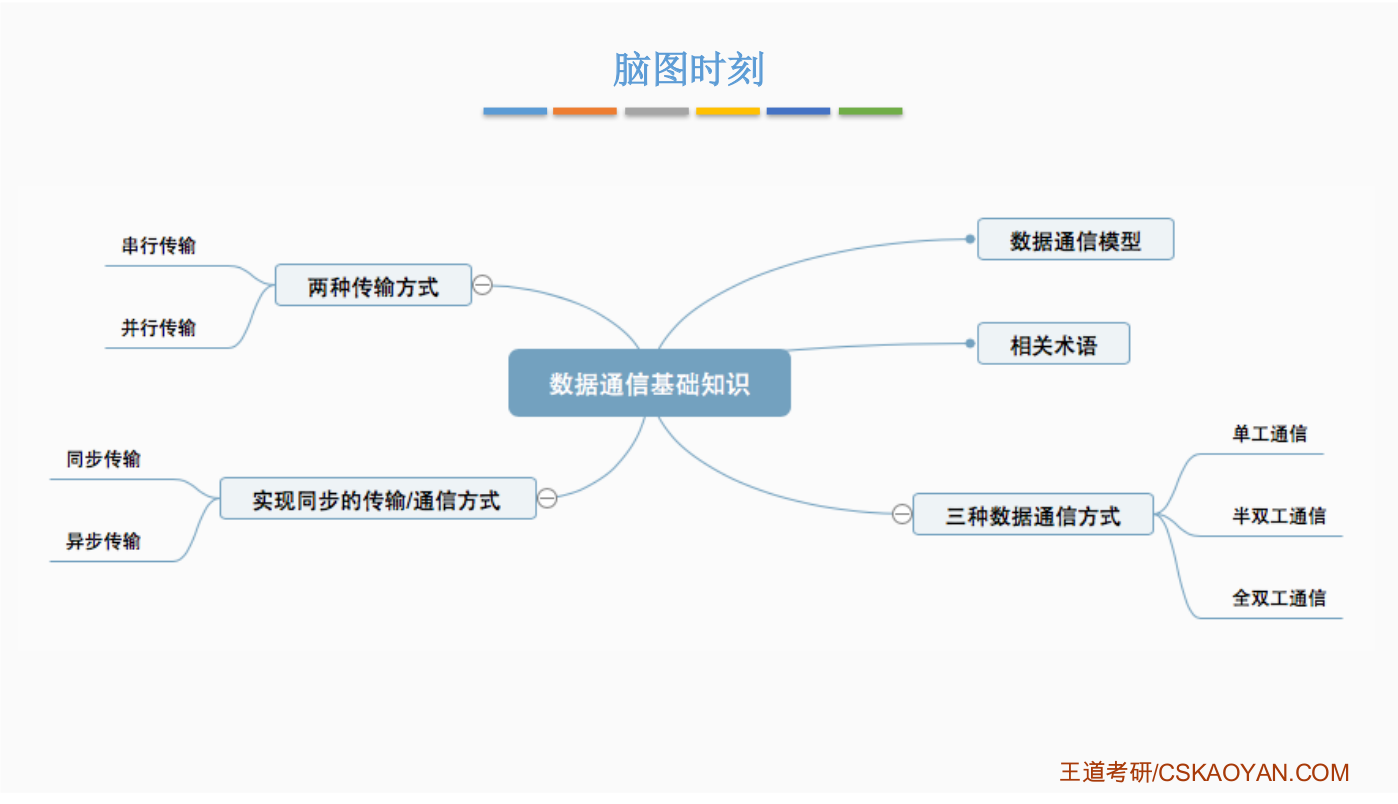 脑图时刻
数据通信模型
相关术语
三种数据通信方式
单工通信
半双工通信
全双工通信
数据通信基础知识
两种传输方式
串行传输
并行传输
实现同步的传输/通信方式
同步传输
异步传输
王道考研/CSKAOYAN.COM